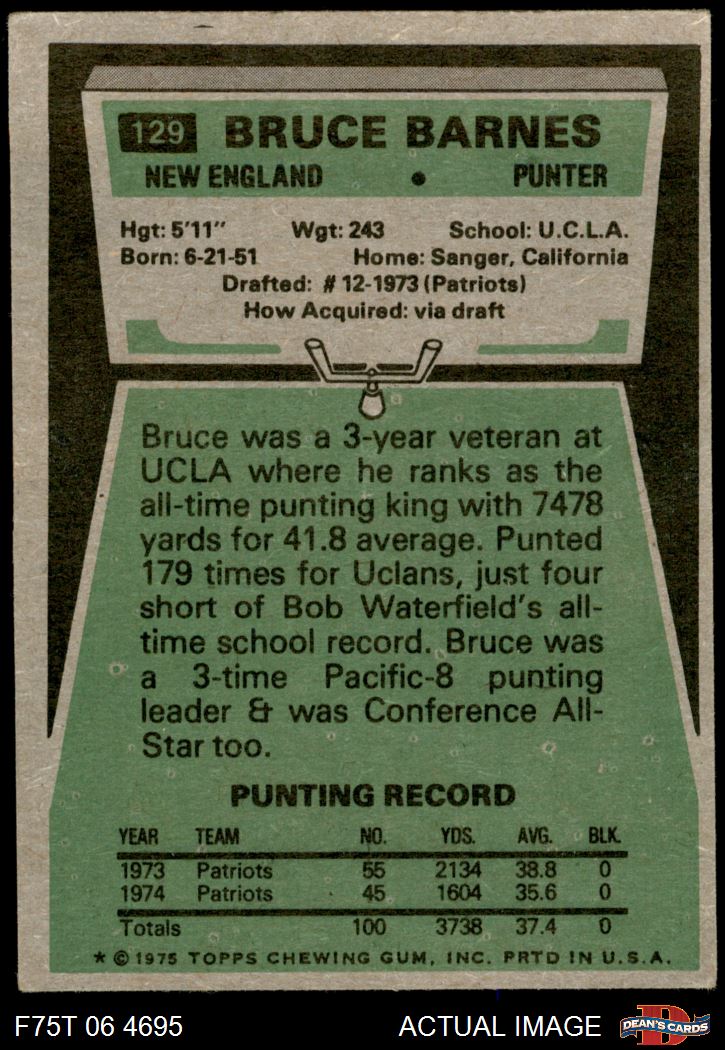 129 BRUCE BARNES
NEW ENGLAND • PUNTER
Hgt: 5'11" Wgt: 243 School: U.C.L.A.
Born: 6-21-51 Home: Sanger, California
Drafted: # 12-1973 (Patriots)
How Acquired: via draft
Bruce was a 3-year veteran at
UCLA where he ranks as the
all-time punting king with 7478
yards for 41.8 average. Punted
179 times for Uclans, just four
short of Bob Waterfield's all-
time school record. Bruce was
a 3-time Pacific-8 punting
leader & was Conference All-
Star too.
PUNTING RECORD
YEAR TEAM NO. YDS. AVG. BLK.
1973 Patriots 55 2134 38.8 0
1974 Patriots 45 1604 35.6 0
Totals 100 3738 37.4 0
* © 1975 TOPPS CHEWING GUM, INC. PRTD IN U.S.A.
F75T 06 4695 ACTUAL IMAGE D DEAN'S CARDS